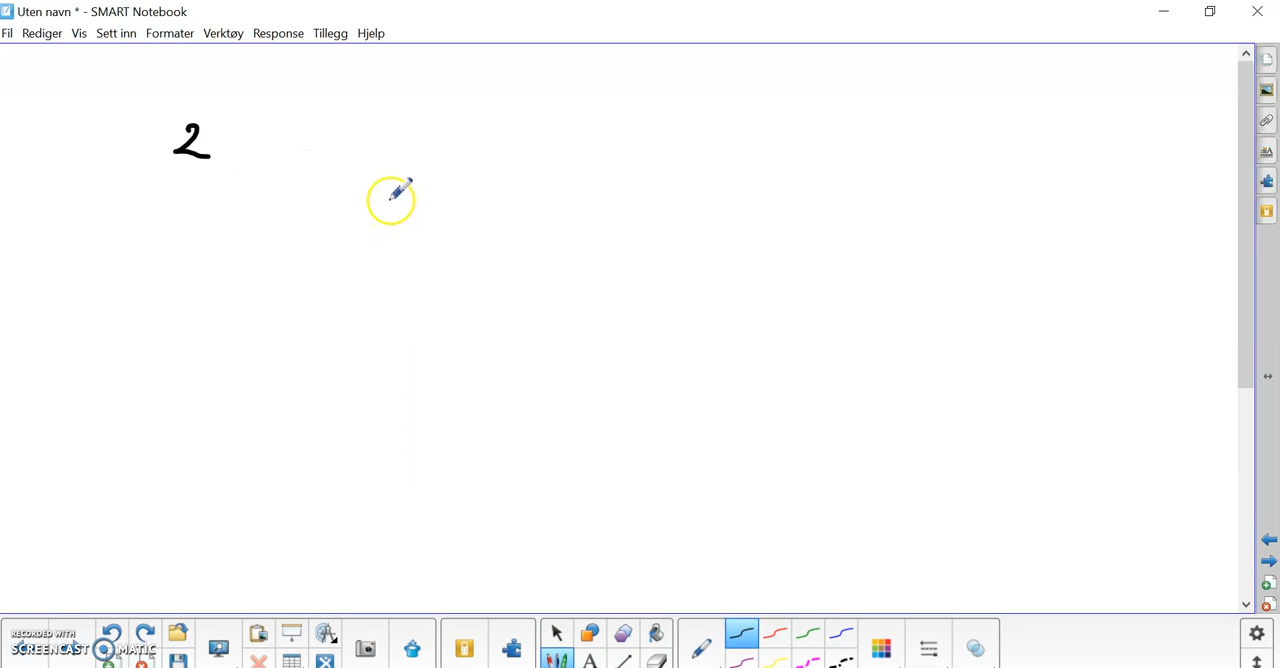 Uten navn * - SMART Notebook
Fil Rediger Vis Sett inn Formater Verktøy Response Tillegg Hjelp
2
RECORDED WITH
SCREENCAST MATIC